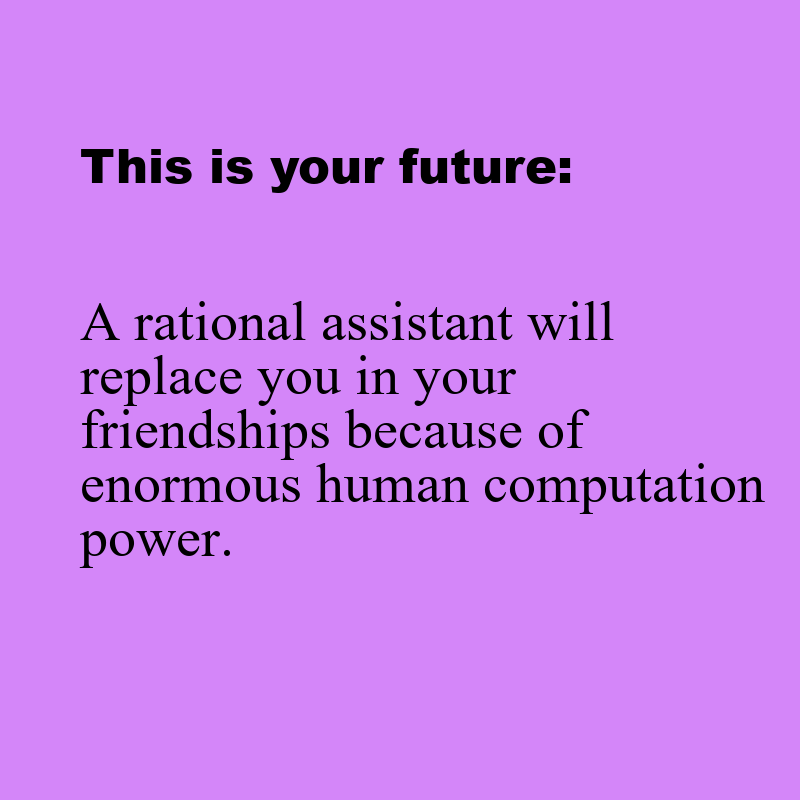 This is your future:
A rational assistant will
replace you in your
friendships because of
enormous human computation
power.